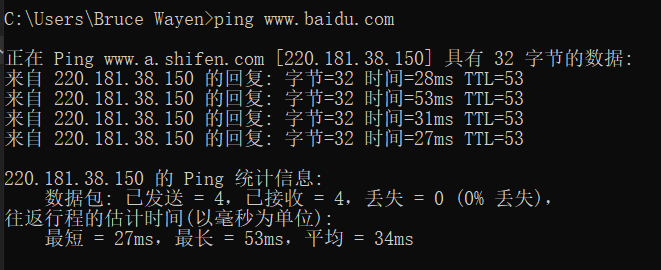 C:\Users\Bruce Wayen>ping www.baidu.com
正在 Ping www.a.shifen.com [220.181.38.150] 具有 32 字节的数据:
来自 220.181.38.150 的回复: 字节=32 时间=28ms TTL=53
来自 220.181.38.150 的回复: 字节=32 时间=53ms TTL=53
来自 220.181.38.150 的回复: 字节=32 时间=31ms TTL=53
来自 220.181.38.150 的回复: 字节=32 时间=27ms TTL=53
220.181.38.150 的 Ping 统计信息:
数据包: 已发送 = 4，已接收 = 4，丢失 = 0 (0% 丢失)，
往返行程的估计时间(以毫秒为单位):
最短 = 27ms，最长 = 53ms，平均 = 34ms